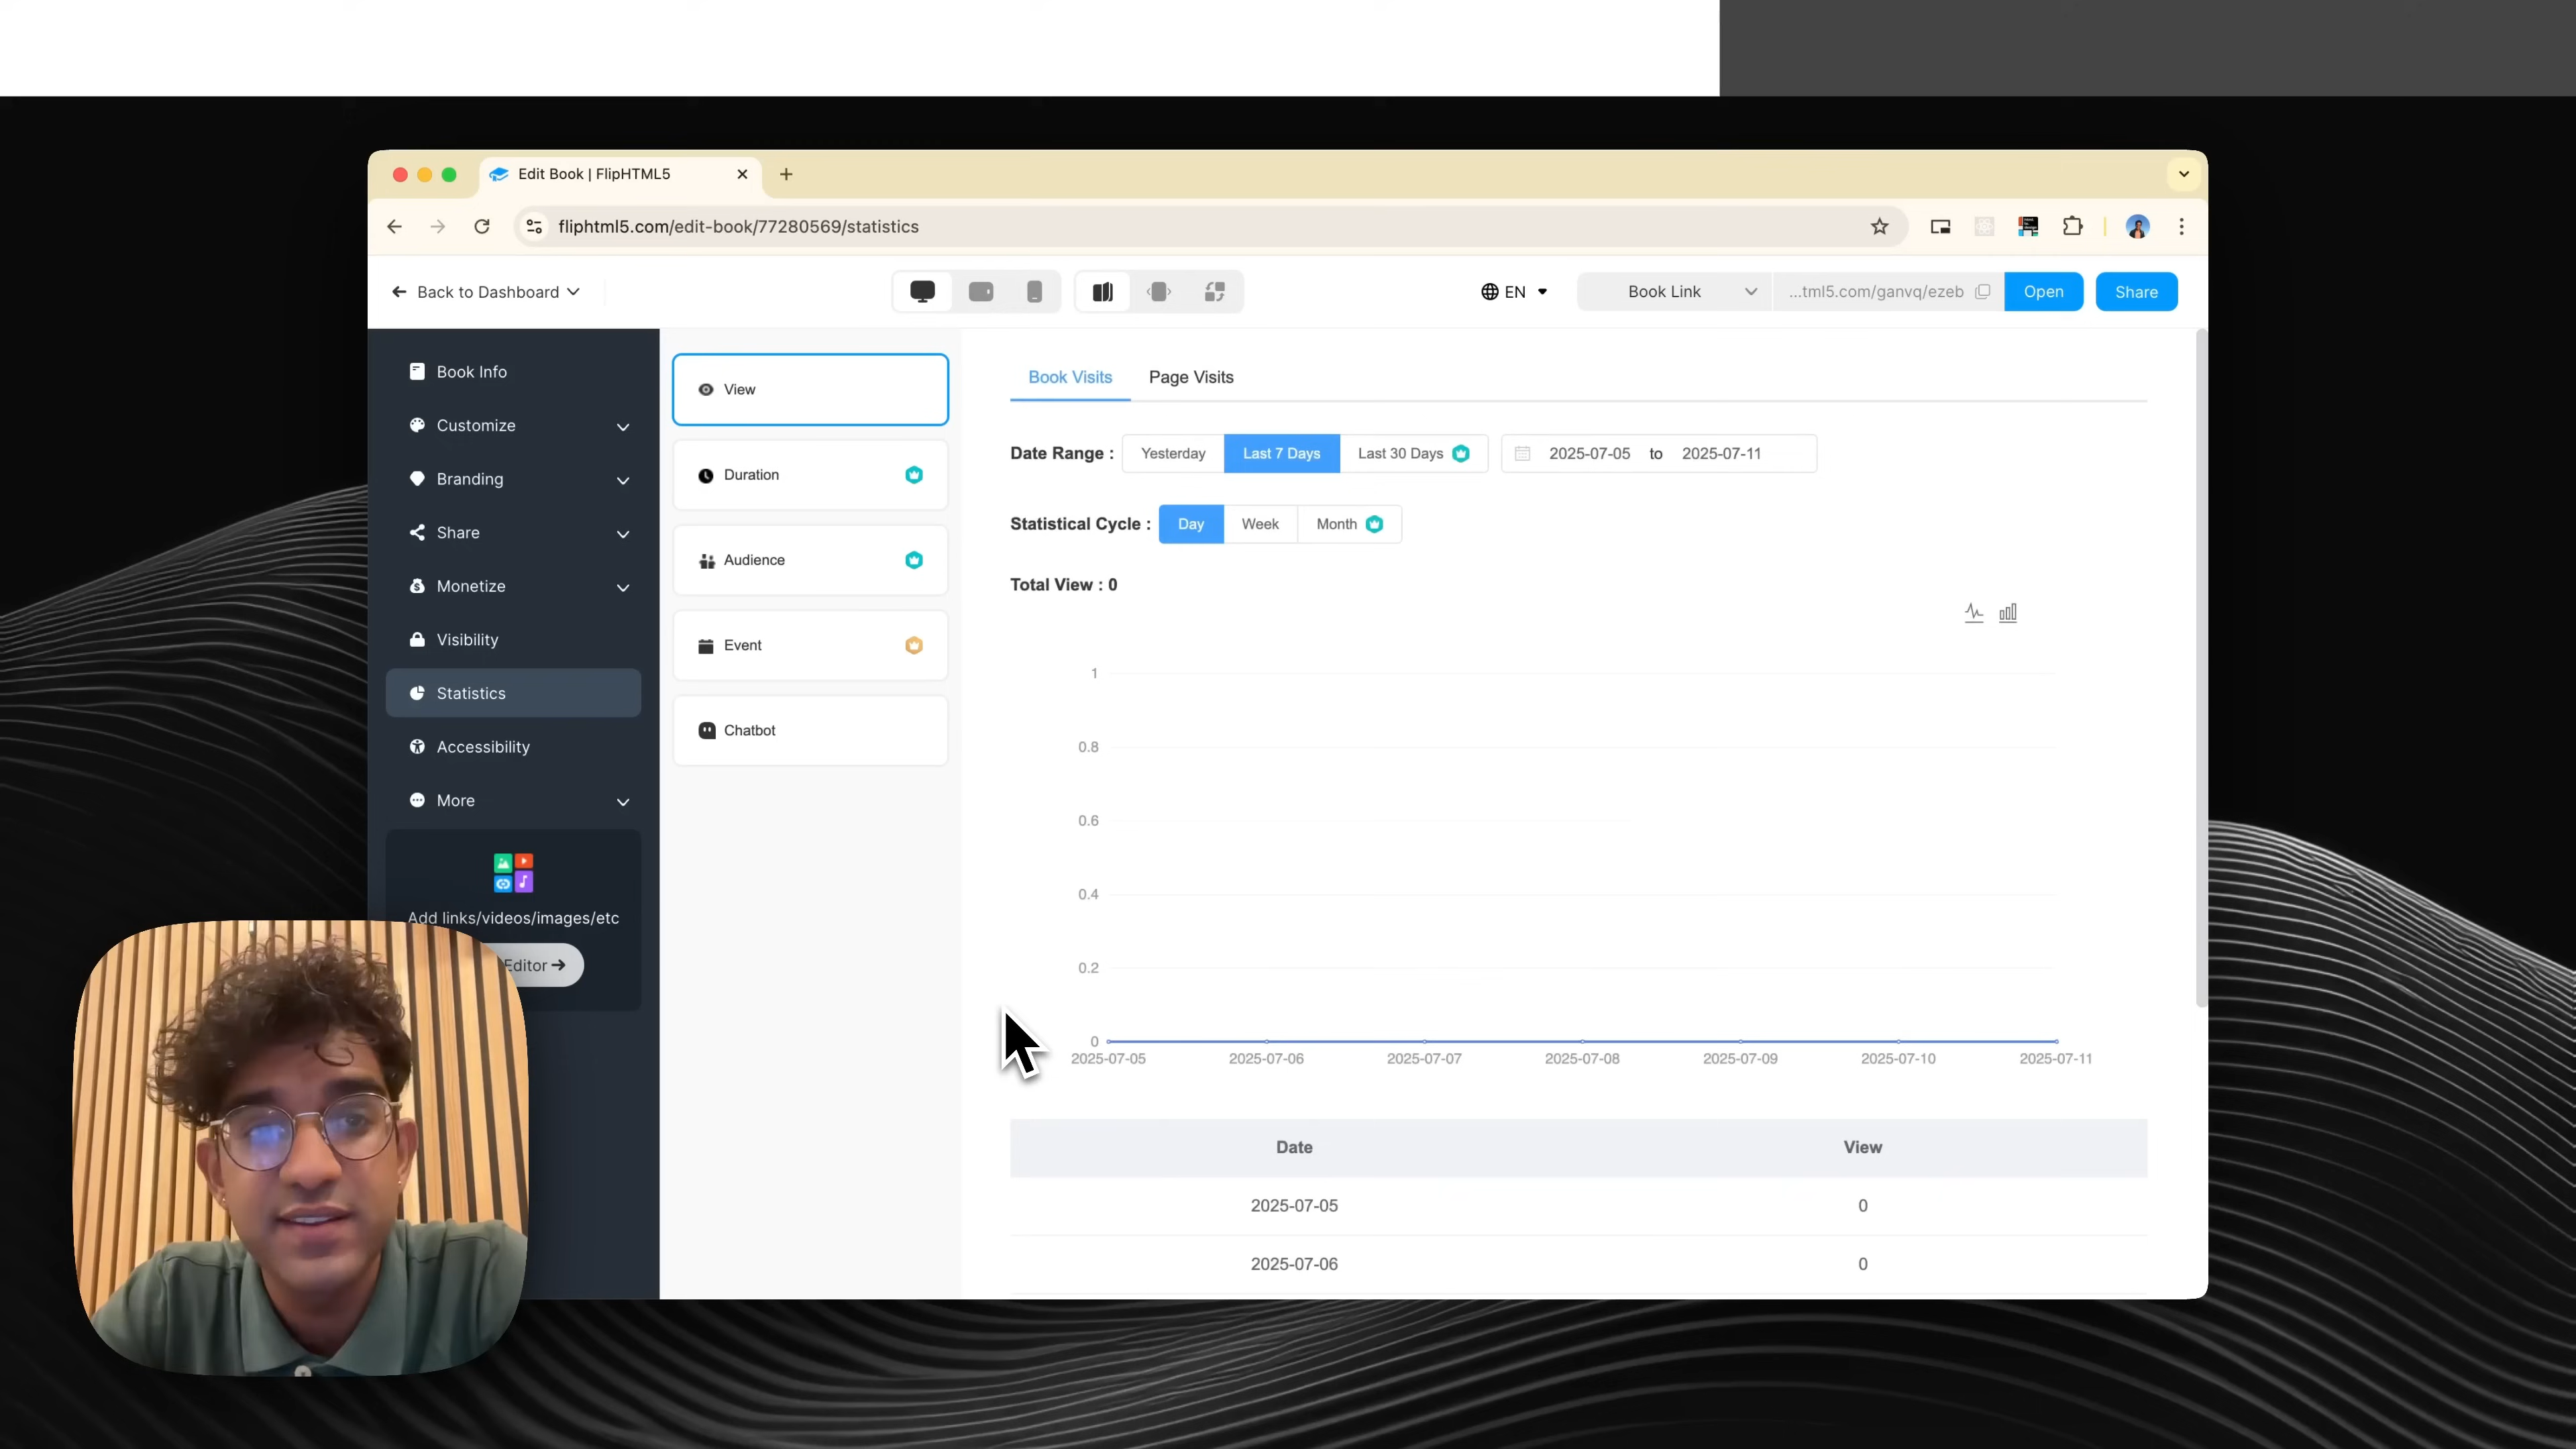 Edit Book | FlipHTML5
fliphtml5.com/edit-book/77280569/statistics
Back to Dashboard
EN
Book Link
...tml5.com/ganvq/ezeb
Open
Share
Book Info
Customize
Branding
Share
Monetize
Visibility
Statistics
Accessibility
More
Add links/videos/images/etc
Editor
View
Duration
Audience
Event
Chatbot
Book Visits
Page Visits
Date Range :
Yesterday
Last 7 Days
Last 30 Days
2025-07-05 to 2025-07-11
Statistical Cycle :
Day
Week
Month
Total View : 0
1
0.8
0.6
0.4
0.2
0
2025-07-05
2025-07-06
2025-07-07
2025-07-08
2025-07-09
2025-07-10
2025-07-11
Date View
2025-07-05 0
2025-07-06 0